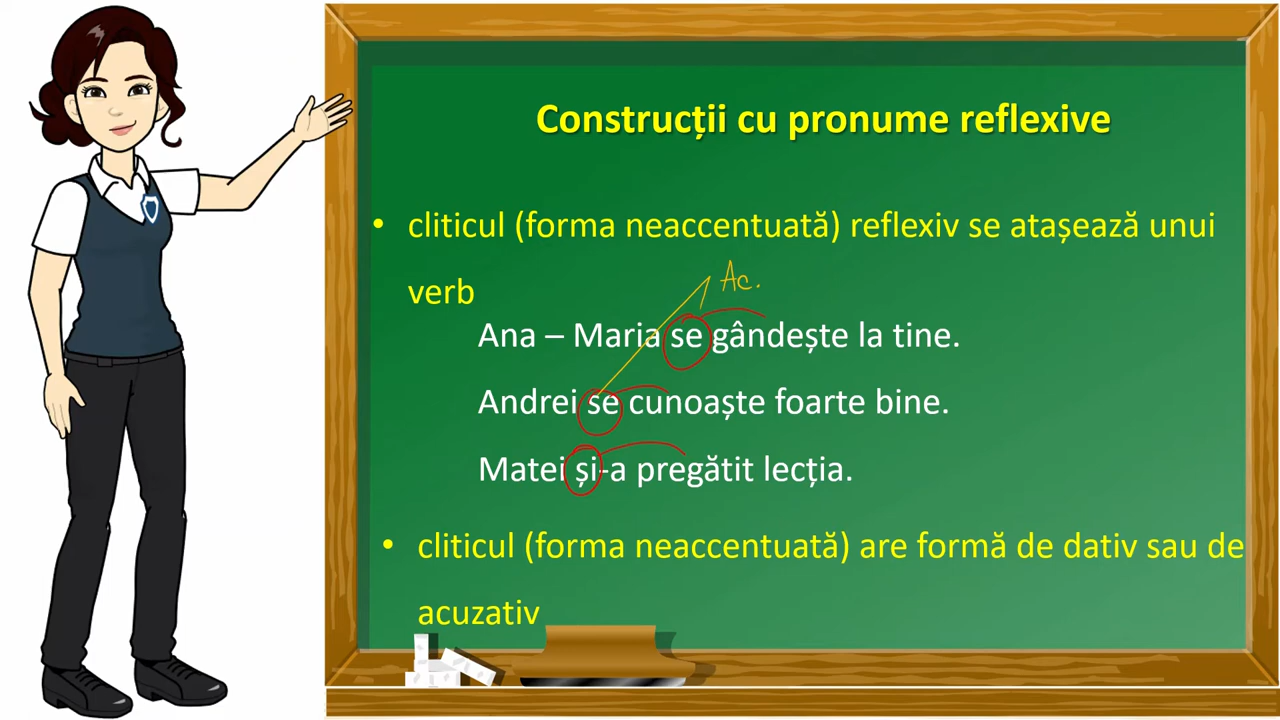 Construcții cu pronume reflexive
• cliticul (forma neaccentuată) reflexiv se atașează unui
verb
Ac.
Ana – Maria se gândește la tine.
Andrei se cunoaște foarte bine.
Matei și-a pregătit lecția.
• cliticul (forma neaccentuată) are formă de dativ sau de
acuzativ